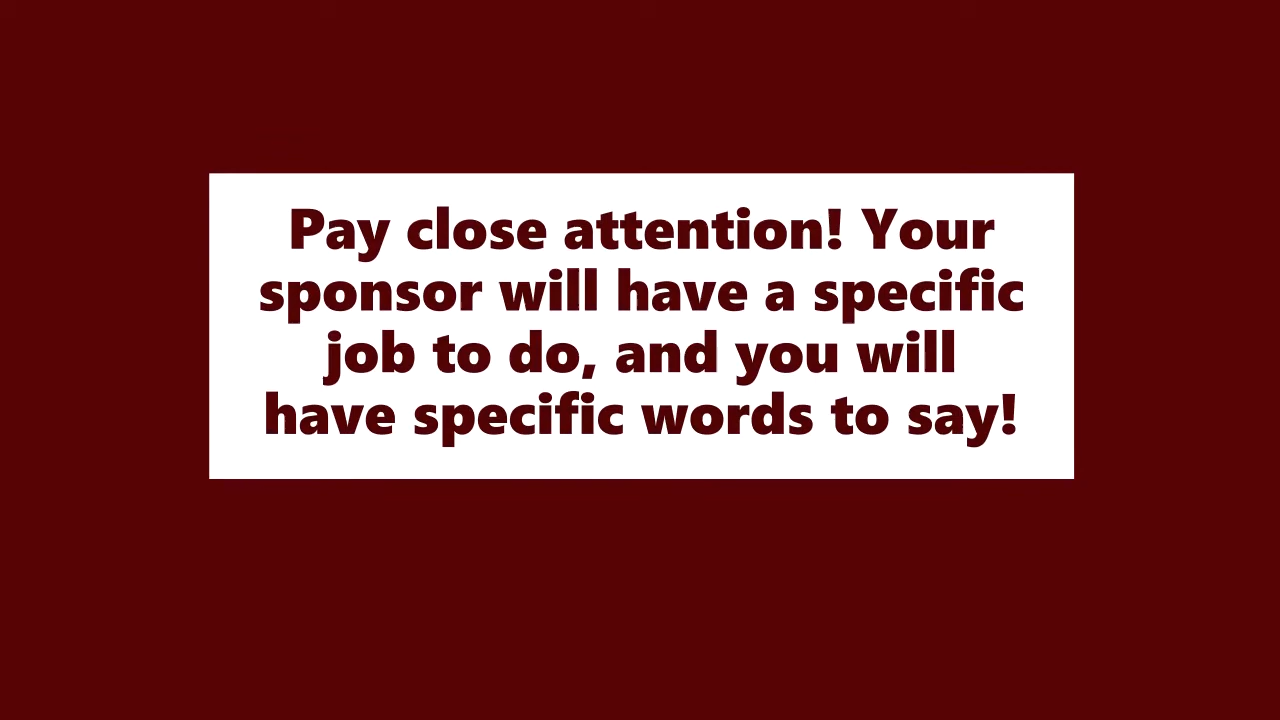 Pay close attention! Your
sponsor will have a specific
job to do, and you will
have specific words to say!